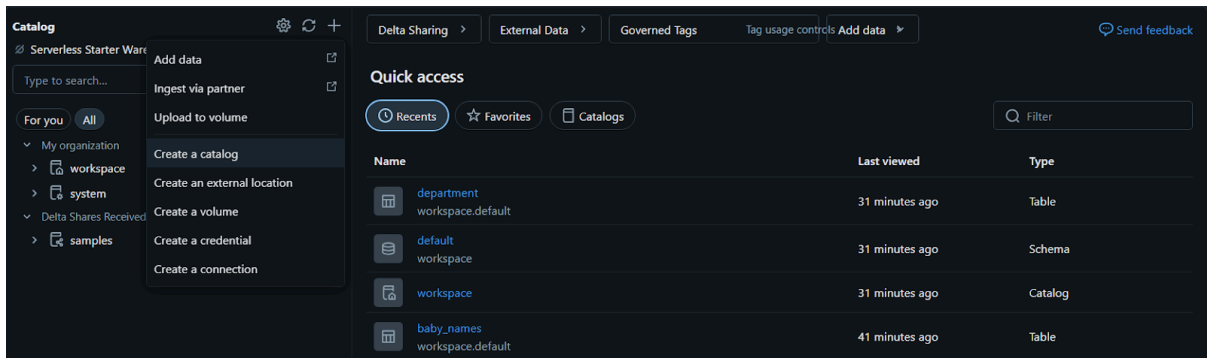 Catalog
Serverless Starter Ware
Type to search...
For you All
My organization
workspace
system
Delta Shares Received
samples
Add data
Ingest via partner
Upload to volume
Create a catalog
Create an external location
Create a volume
Create a credential
Create a connection
Delta Sharing External Data Governed Tags Tag usage controls Add data Send feedback
Quick access
Recents Favorites Catalogs Filter
Name Last viewed Type
department 31 minutes ago Table
workspace.default
default 31 minutes ago Schema
workspace
workspace 31 minutes ago Catalog
baby_names 41 minutes ago Table
workspace.default